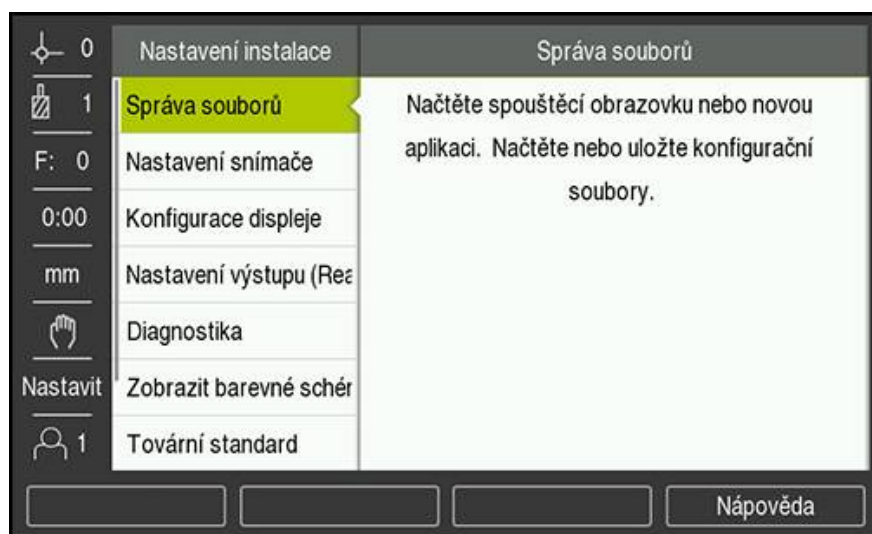 0
Nastavení instalace
Správa souborů
1
Správa souborů
Načtěte spouštěcí obrazovku nebo novou
aplikaci. Načtěte nebo uložte konfigurační
soubory.
F: 0
Nastavení snímače
0:00
Konfigurace displeje
mm
Nastavení výstupu (Rea
Diagnostika
Nastavit
Zobrazit barevné schér
1
Tovární standard
Nápověda